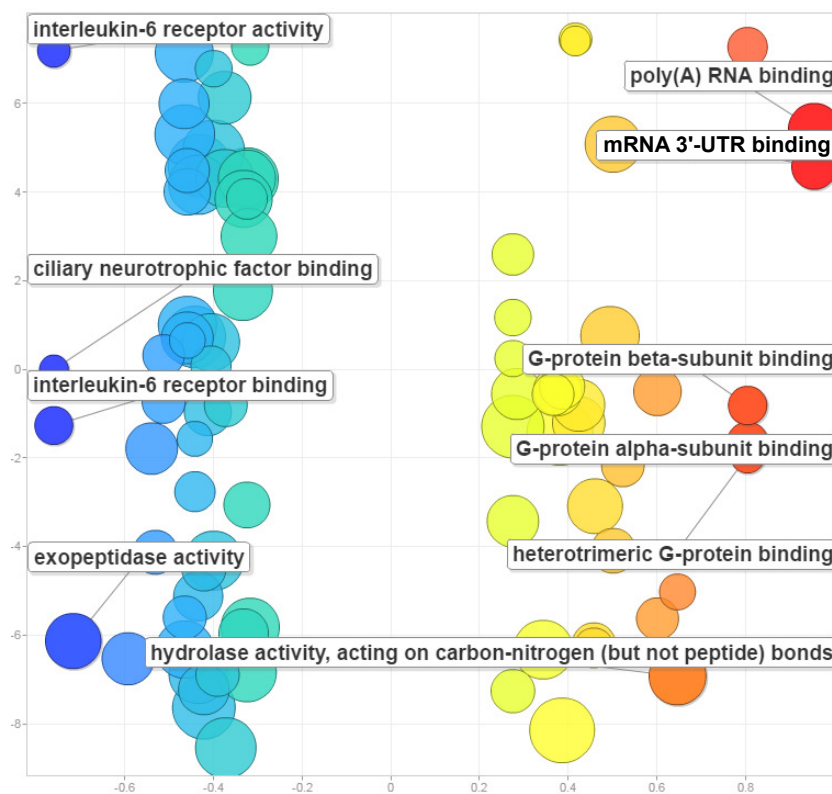 interleukin-6 receptor activity
poly(A) RNA binding
6
mRNA 3'-UTR binding
4
ciliary neurotrophic factor binding
2
G-protein beta-subunit binding
0
interleukin-6 receptor binding
G-protein alpha-subunit binding
-2
-4
exopeptidase activity
heterotrimeric G-protein binding
-6
hydrolase activity, acting on carbon-nitrogen (but not peptide) bonds
-8
-0.6 -0.4 -0.2 0 0.2 0.4 0.6 0.8